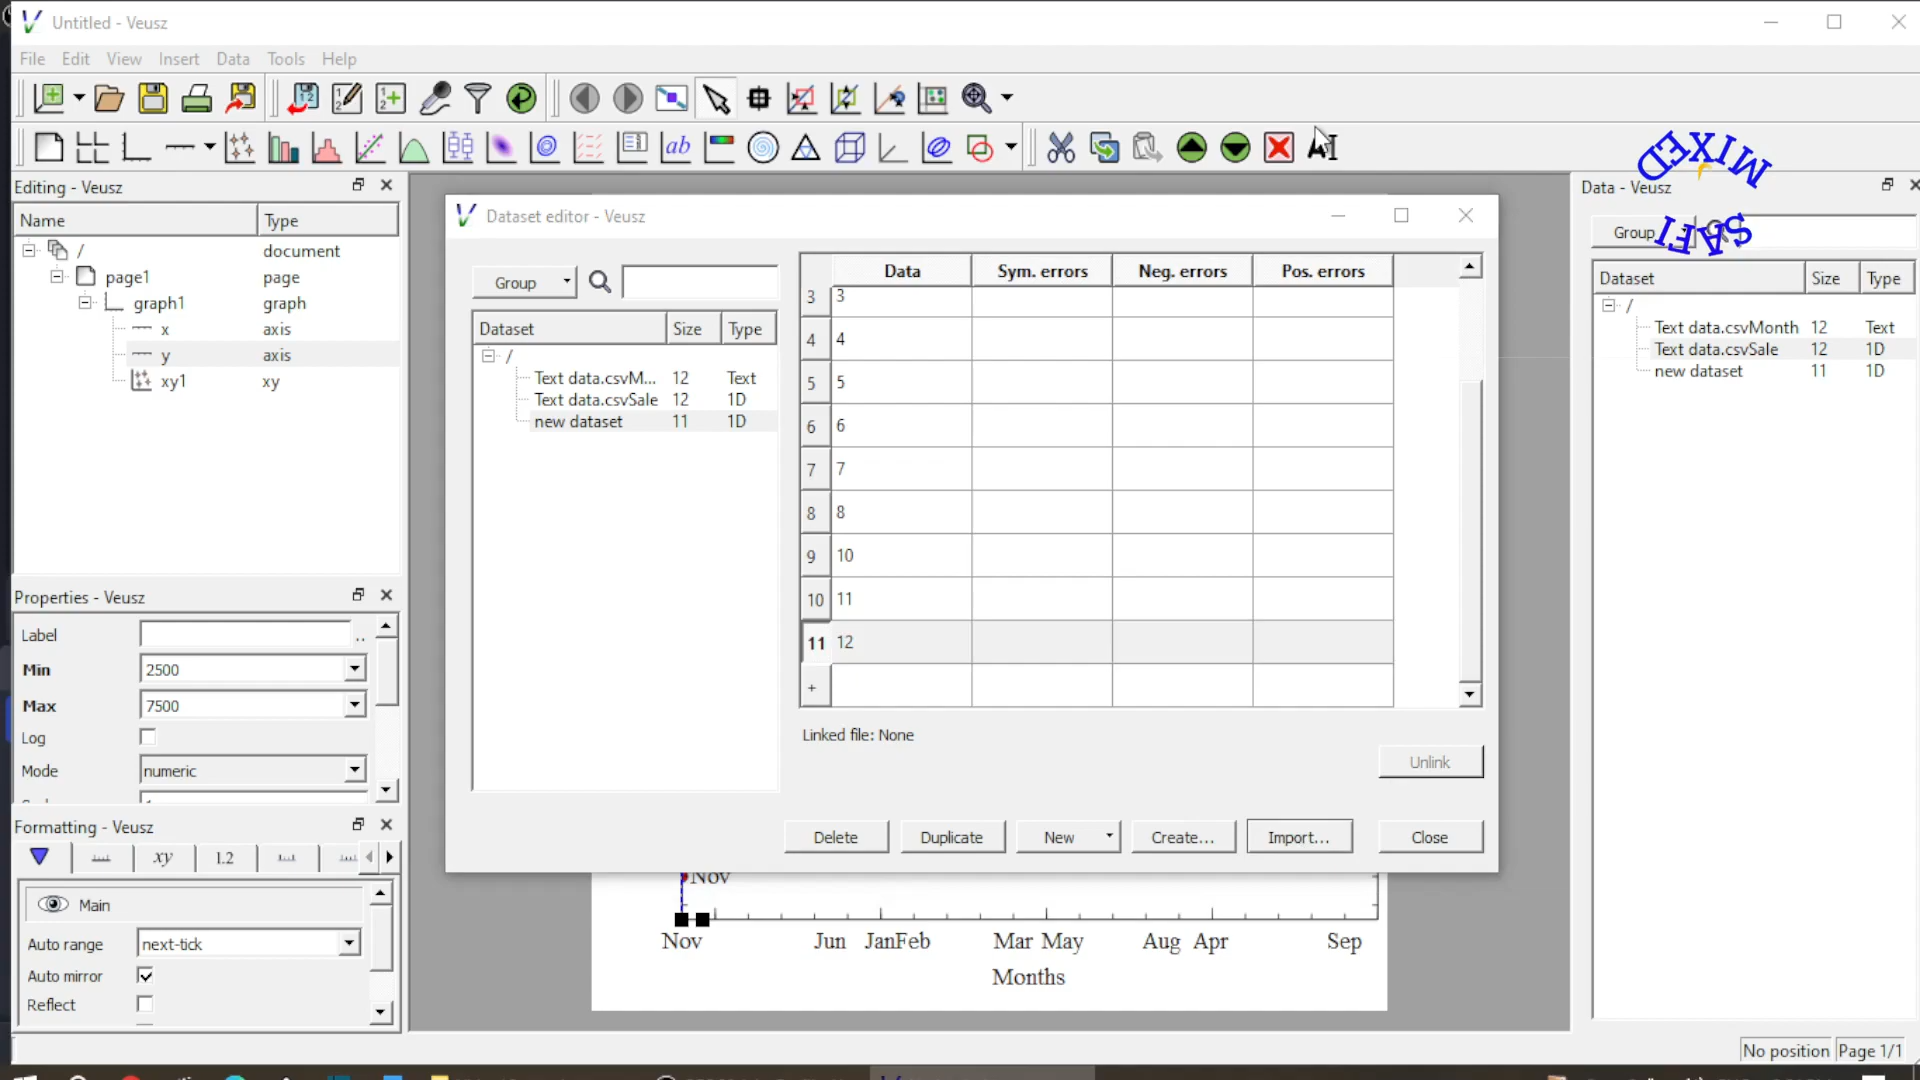 Untitled - Veusz
File Edit View Insert Data Tools Help
Editing - Veusz
Name Type
/ document
page1 page
graph1 graph
x axis
y axis
xy1 xy
Properties - Veusz
Label ..
Min 2500
Max 7500
Log
Mode numeric
Formatting - Veusz
xy 1.2
Main
Auto range next-tick
Auto mirror
Reflect
Dataset editor - Veusz
Group
Dataset Size Type
/
Text data.csvM... 12 Text
Text data.csvSale 12 1D
new dataset 11 1D
Data Sym. errors Neg. errors Pos. errors
3 3
4 4
5 5
6 6
7 7
8 8
9 10
10 11
11 12
+
Linked file: None
Unlink
Delete Duplicate New Create... Import... Close
Nov
Nov Jun JanFeb Mar May Aug Apr Sep
Months
MIXED
SAFI
Data - Veusz
Group
Dataset Size Type
/
Text data.csvMonth 12 Text
Text data.csvSale 12 1D
new dataset 11 1D
No position Page 1/1